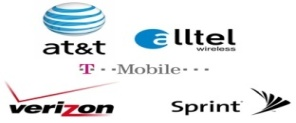 at&t
alltel
wireless
T··Mobile···
verizon
Sprint